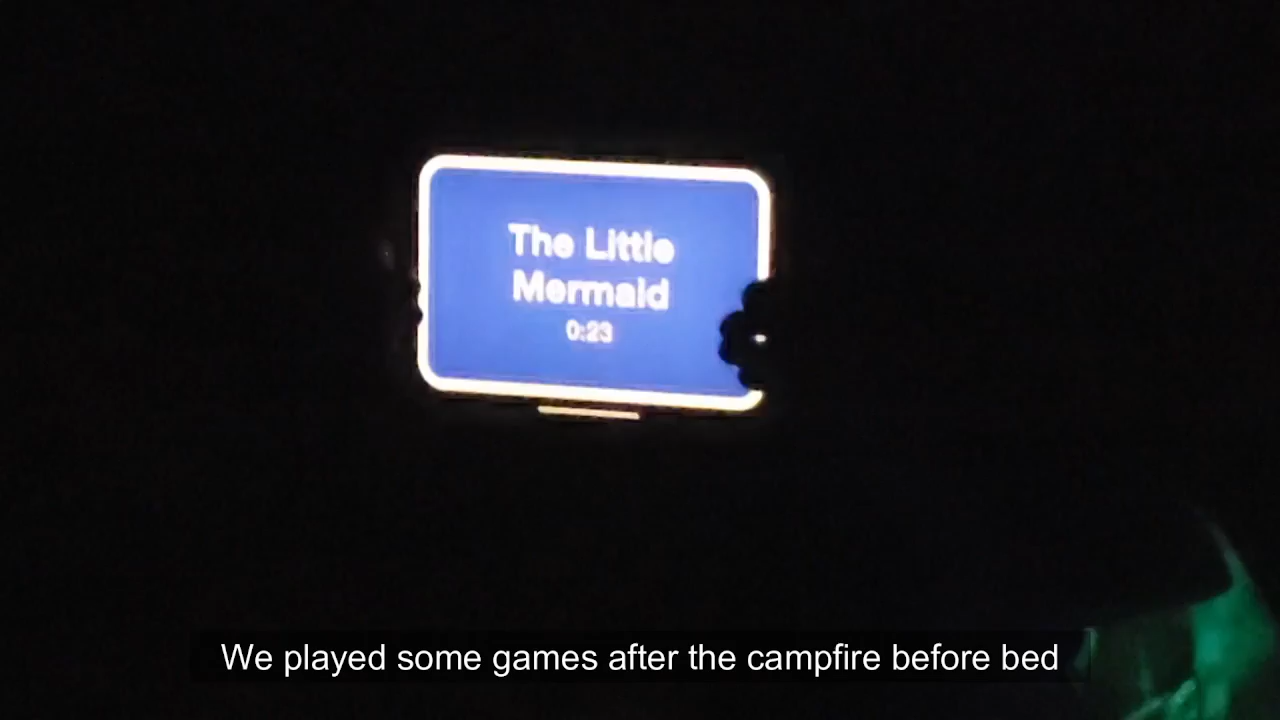 The Little
Mermaid
0:23
We played some games after the campfire before bed